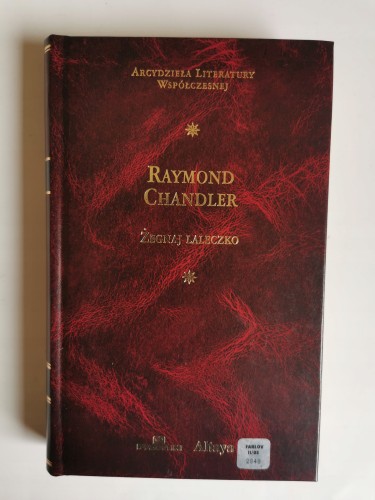 Arcydzieła Literatury
Współczesnej
Raymond
Chandler
Żegnaj laleczko
Altaya